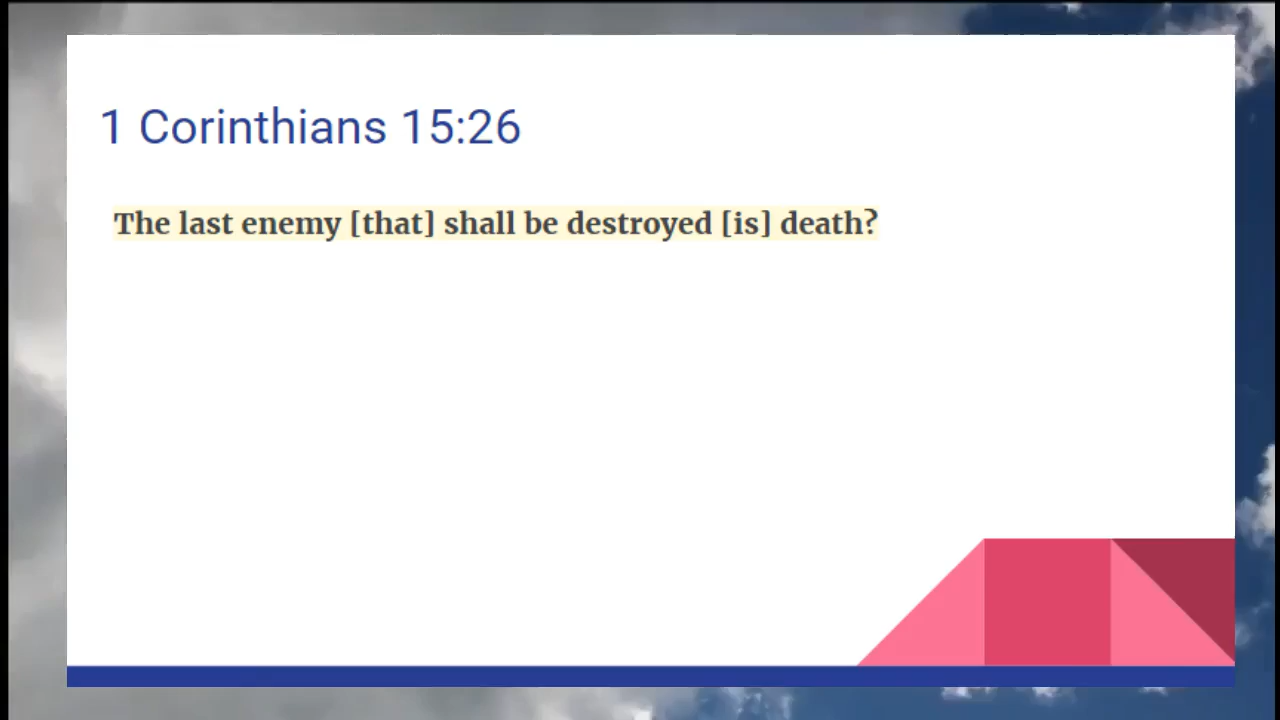 1 Corinthians 15:26
The last enemy [that] shall be destroyed [is] death?